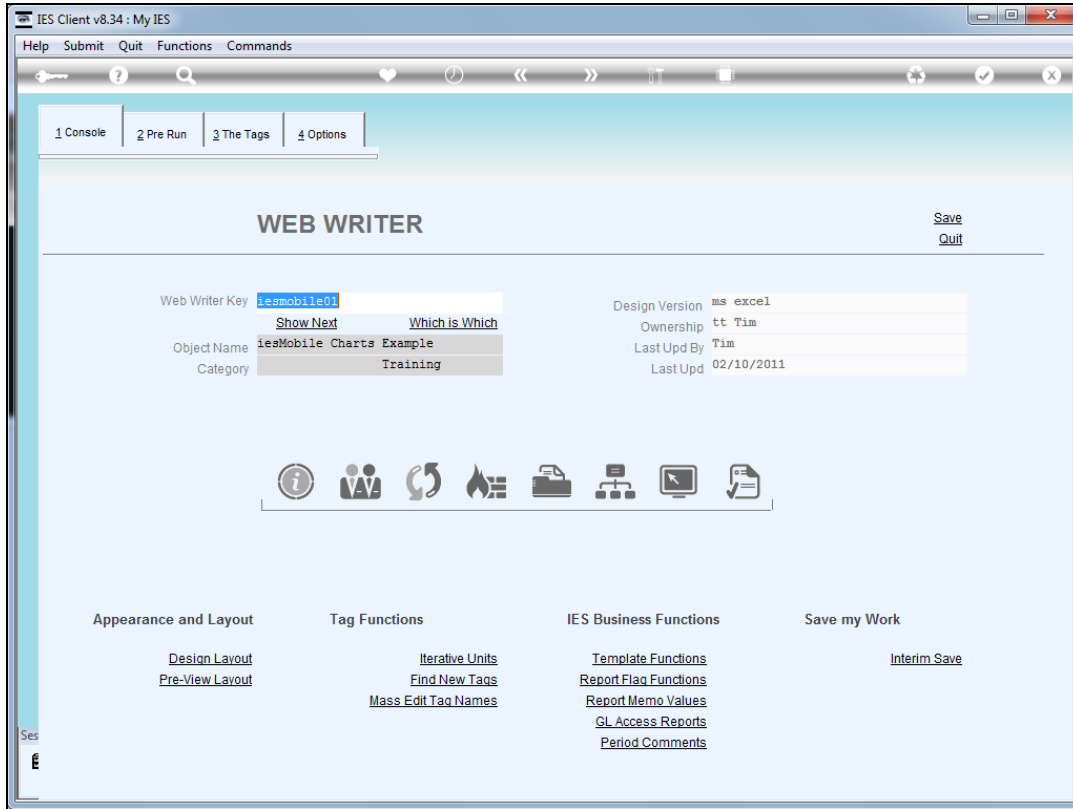 IES Client v8.34 : My IES
Help Submit Quit Functions Commands
1 Console 2 Pre Run 3 The Tags 4 Options
WEB WRITER
Save
Quit
Web Writer Key iesmobile01
Show Next Which is Which
Object Name iesMobile Charts Example
Category Training
Design Version ms excel
Ownership tt Tim
Last Upd By Tim
Last Upd 02/10/2011
Appearance and Layout
Design Layout
Pre-View Layout
Tag Functions
Iterative Units
Find New Tags
Mass Edit Tag Names
IES Business Functions
Template Functions
Report Flag Functions
Report Memo Values
GL Access Reports
Period Comments
Save my Work
Interim Save
Ses